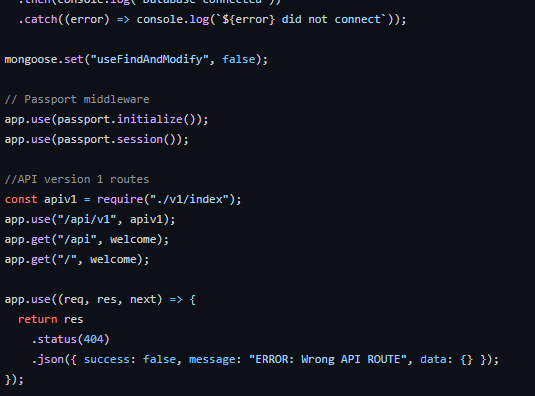 .then(console.log("Database connected"))
.catch((error) => console.log(`${error} did not connect`));
mongoose.set("useFindAndModify", false);
// Passport middleware
app.use(passport.initialize());
app.use(passport.session());
//API version 1 routes
const apiv1 = require("./v1/index");
app.use("/api/v1", apiv1);
app.get("/api", welcome);
app.get("/", welcome);
app.use((req, res, next) => {
return res
.status(404)
.json({ success: false, message: "ERROR: Wrong API ROUTE", data: {} });
});